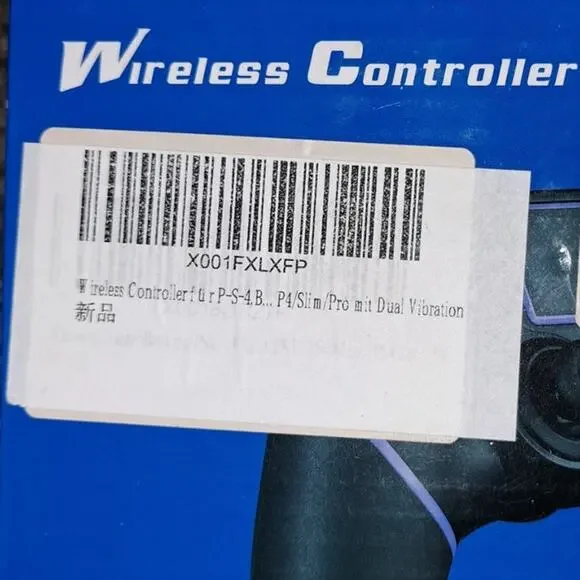 Wireless Controller
X001FXLXFP
Wireless Controller für P-S-4,B... P4/Slim/Pro mit Dual Vibration
新品